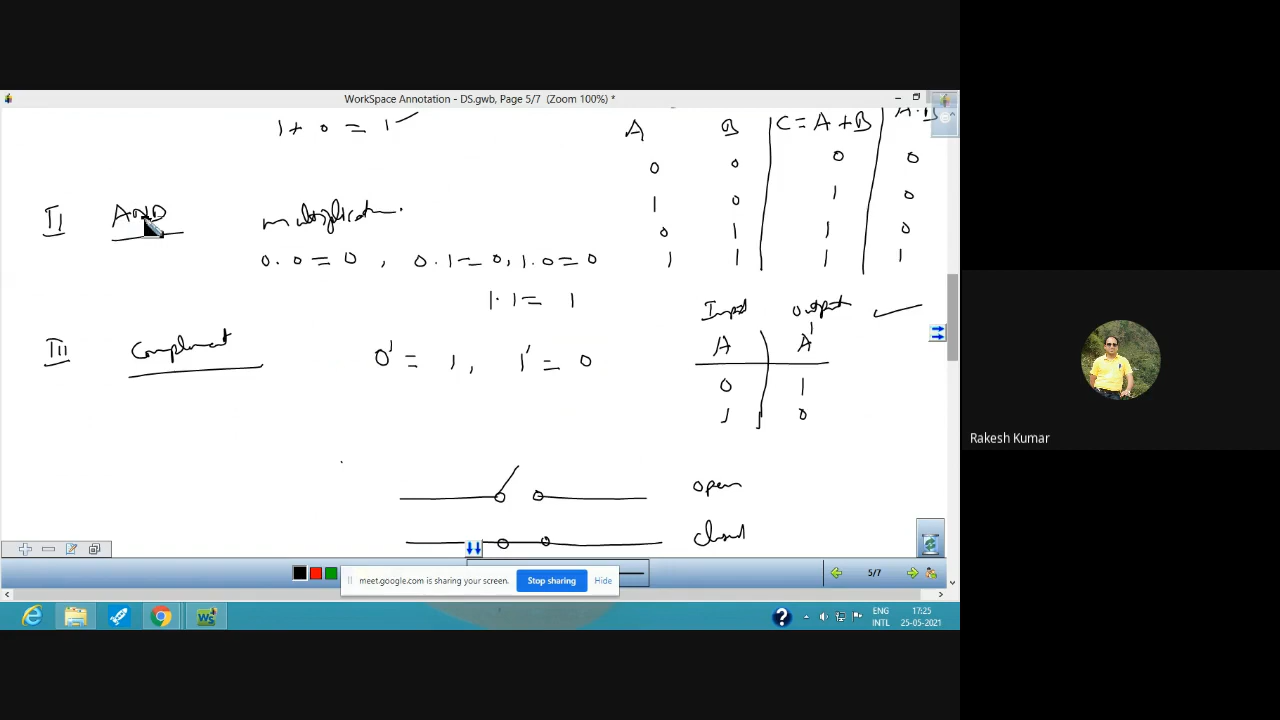 WorkSpace Annotation - DS.gwb, Page 5/7 (Zoom 100%) *
1 + 0 = 1
A B C = A + B A . B
0 0 0 0
1 0 1 0
0 1 1 0
1 1 1 1
II AND multiplication.
0.0 = 0, 0.1 = 0, 1.0 = 0
1.1 = 1
Input Output
III Complement 0' = 1, 1' = 0
A A'
0 1
1 0
open
closed
meet.google.com is sharing your screen. Stop sharing Hide
5/7
ENG 17:25
INTL 25-05-2021
Rakesh Kumar